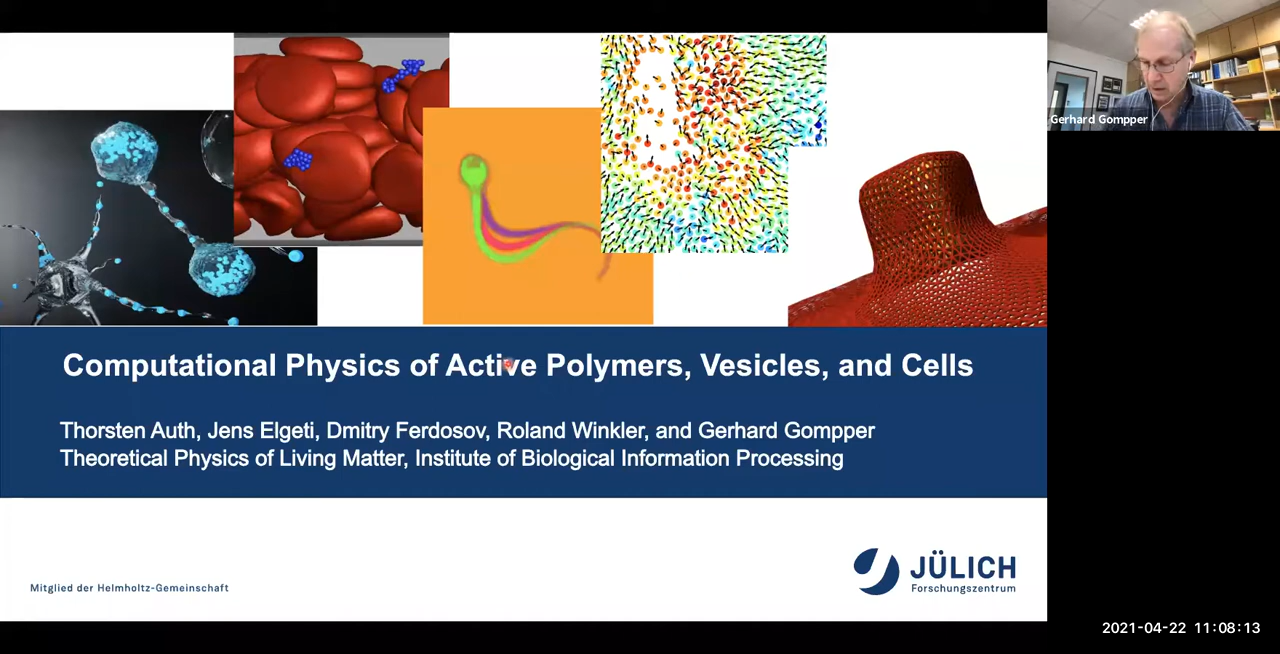 Gerhard Gompper
Computational Physics of Active Polymers, Vesicles, and Cells
Thorsten Auth, Jens Elgeti, Dmitry Ferdosov, Roland Winkler, and Gerhard Gompper
Theoretical Physics of Living Matter, Institute of Biological Information Processing
Mitglied der Helmholtz-Gemeinschaft
JÜLICH
Forschungszentrum
2021-04-22 11:08:13